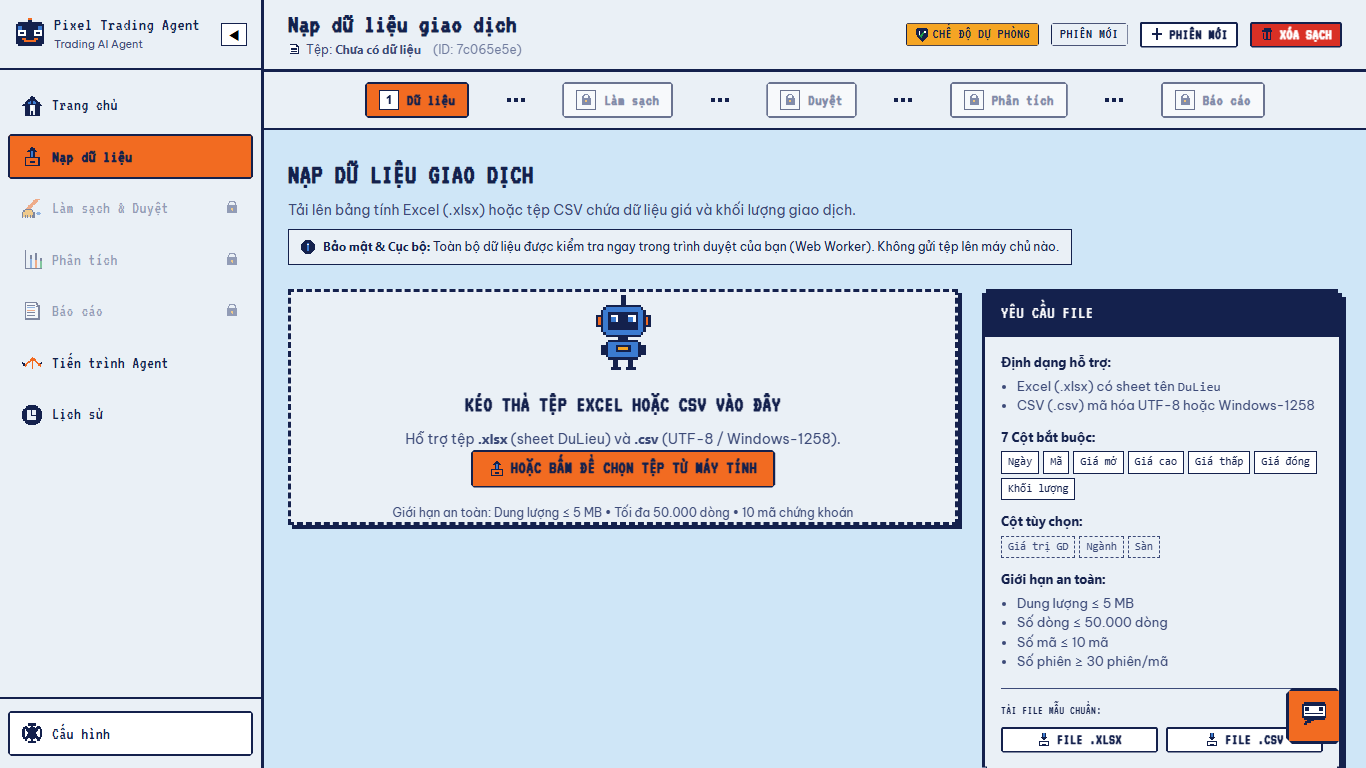 Pixel Trading Agent
Trading AI Agent
Trang chủ
Nạp dữ liệu
Làm sạch & Duyệt
Phân tích
Báo cáo
Tiến trình Agent
Lịch sử
Cấu hình
Nạp dữ liệu giao dịch
Tệp: Chưa có dữ liệu (ID: 7c065e5e)
CHẾ ĐỘ DỰ PHÒNG
PHIÊN MỚI
PHIÊN MỚI
XÓA SẠCH
1 Dữ liệu
Làm sạch
Duyệt
Phân tích
Báo cáo
NẠP DỮ LIỆU GIAO DỊCH
Tải lên bảng tính Excel (.xlsx) hoặc tệp CSV chứa dữ liệu giá và khối lượng giao dịch.
Bảo mật & Cục bộ: Toàn bộ dữ liệu được kiểm tra ngay trong trình duyệt của bạn (Web Worker). Không gửi tệp lên máy chủ nào.
KÉO THẢ TỆP EXCEL HOẶC CSV VÀO ĐÂY
Hỗ trợ tệp .xlsx (sheet DuLieu) và .csv (UTF-8 / Windows-1258).
HOẶC BẤM ĐỂ CHỌN TỆP TỪ MÁY TÍNH
Giới hạn an toàn: Dung lượng ≤ 5 MB • Tối đa 50.000 dòng • 10 mã chứng khoán
YÊU CẦU FILE
Định dạng hỗ trợ:
• Excel (.xlsx) có sheet tên DuLieu
• CSV (.csv) mã hóa UTF-8 hoặc Windows-1258
7 Cột bắt buộc:
Ngày Mã Giá mở Giá cao Giá thấp Giá đóng
Khối lượng
Cột tùy chọn:
Giá trị GD Ngành Sàn
Giới hạn an toàn:
• Dung lượng ≤ 5 MB
• Số dòng ≤ 50.000 dòng
• Số mã ≤ 10 mã
• Số phiên ≥ 30 phiên/mã
TẢI FILE MẪU CHUẨN:
FILE .XLSX
FILE .CSV